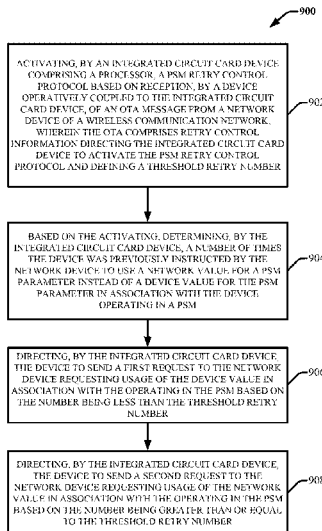 900
ACTIVATING, BY AN INTEGRATED CIRCUIT CARD DEVICE
COMPRISING A PROCESSOR, A PSM RETRY CONTROL
PROTOCOL BASED ON RECEPTION, BY A DEVICE
OPERATIVELY COUPLED TO THE INTEGRATED CIRCUIT
CARD DEVICE, OF AN OTA MESSAGE FROM A NETWORK
DEVICE OF A WIRELESS COMMUNICATION NETWORK,
WHEREIN THE OTA COMPRISES RETRY CONTROL
INFORMATION DIRECTING THE INTEGRATED CIRCUIT CARD
DEVICE TO ACTIVATE THE PSM RETRY CONTROL
PROTOCOL AND DEFINING A THRESHOLD RETRY NUMBER
902
BASED ON THE ACTIVATING, DETERMINING, BY THE
INTEGRATED CIRCUIT CARD DEVICE, A NUMBER OF TIMES
THE DEVICE WAS PREVIOUSLY INSTRUCTED BY THE
NETWORK DEVICE TO USE A NETWORK VALUE FOR A PSM
PARAMETER INSTEAD OF A DEVICE VALUE FOR THE PSM
PARAMETER IN ASSOCIATION WITH THE DEVICE
OPERATING IN A PSM
904
DIRECTING, BY THE INTEGRATED CIRCUIT CARD DEVICE,
THE DEVICE TO SEND A FIRST REQUEST TO THE NETWORK
DEVICE REQUESTING USAGE OF THE DEVICE VALUE IN
ASSOCIATION WITH THE OPERATING IN THE PSM BASED ON
THE NUMBER BEING LESS THAN THE THRESHOLD RETRY
NUMBER
906
DIRECTING, BY THE INTEGRATED CIRCUIT CARD DEVICE,
THE DEVICE TO SEND A SECOND REQUEST TO THE
NETWORK DEVICE REQUESTING USAGE OF THE NETWORK
VALUE IN ASSOCIATION WITH THE OPERATING IN THE PSM
BASED ON THE NUMBER BEING GREATER THAN OR EQUAL
TO THE THRESHOLD RETRY NUMBER
908